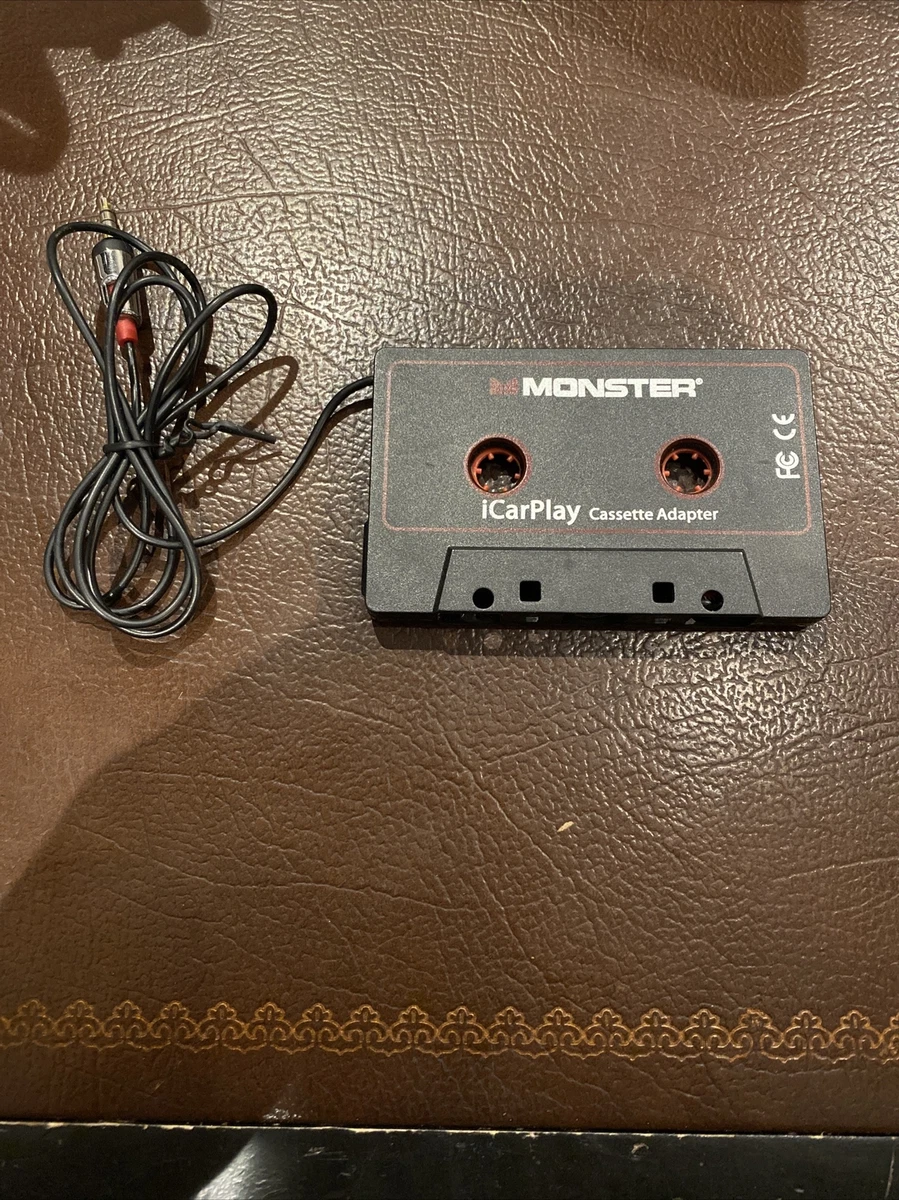 MONSTER®
iCarPlay Cassette Adapter
FC CE